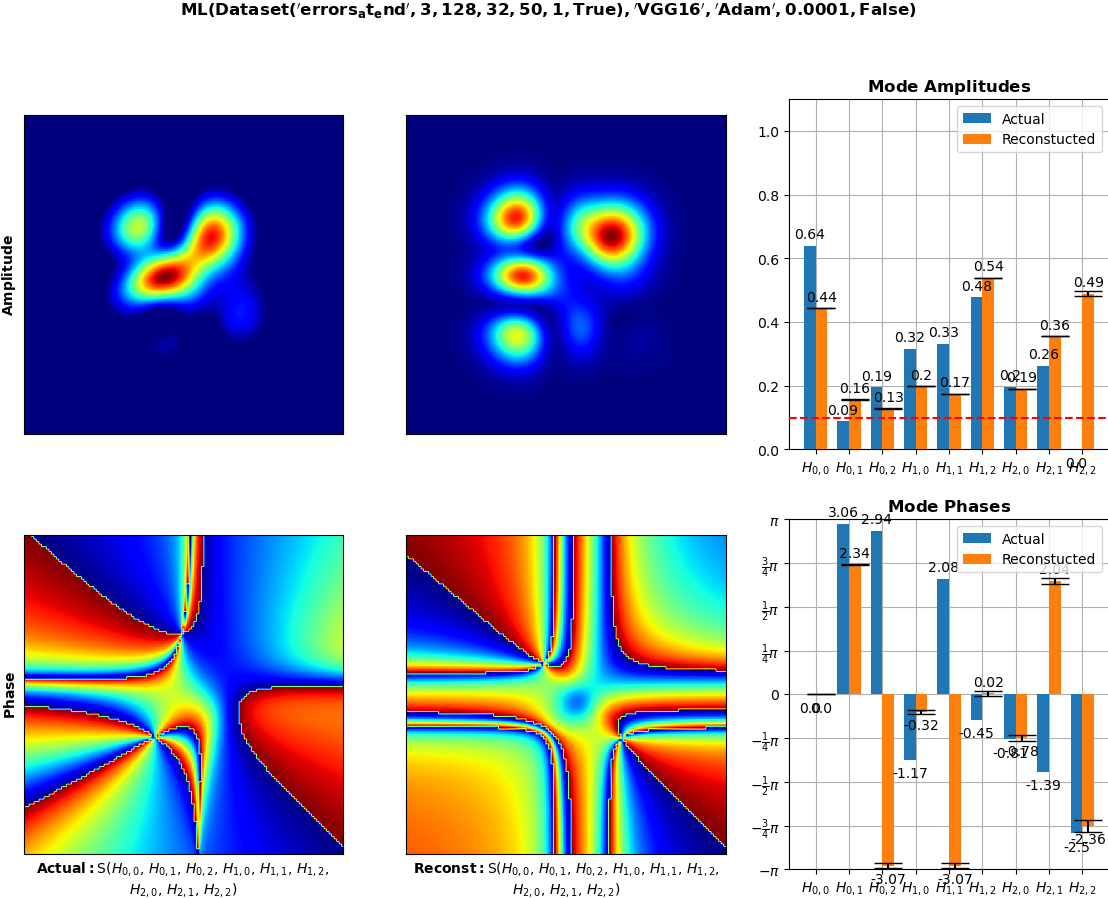 ML(Dataset('errors_at_end', 3, 128, 32, 50, 1, True), 'VGG16', 'Adam', 0.0001, False)
Amplitude
Mode Amplitudes
Actual
Reconstucted
1.0
0.8
0.6
0.4
0.2
0.0
0.64
0.44
0.09
0.16
0.19
0.13
0.32
0.2
0.33
0.17
0.48
0.54
0.2
0.19
0.26
0.36
0.0
0.49
H0,0 H0,1 H0,2 H1,0 H1,1 H1,2 H2,0 H2,1 H2,2
Phase
Actual: S(H0,0, H0,1, H0,2, H1,0, H1,1, H1,2,
H2,0, H2,1, H2,2)
Reconst: S(H0,0, H0,1, H0,2, H1,0, H1,1, H1,2,
H2,0, H2,1, H2,2)
Mode Phases
Actual
Reconstucted
π
3/4π
1/2π
1/4π
0
−1/4π
−1/2π
−3/4π
−π
0.0
0.0
3.06
2.34
2.94
-3.07
-1.17
-0.32
2.08
-3.07
-0.45
0.02
-0.81
-0.78
-1.39
2.04
-2.5
-2.36
H0,0 H0,1 H0,2 H1,0 H1,1 H1,2 H2,0 H2,1 H2,2